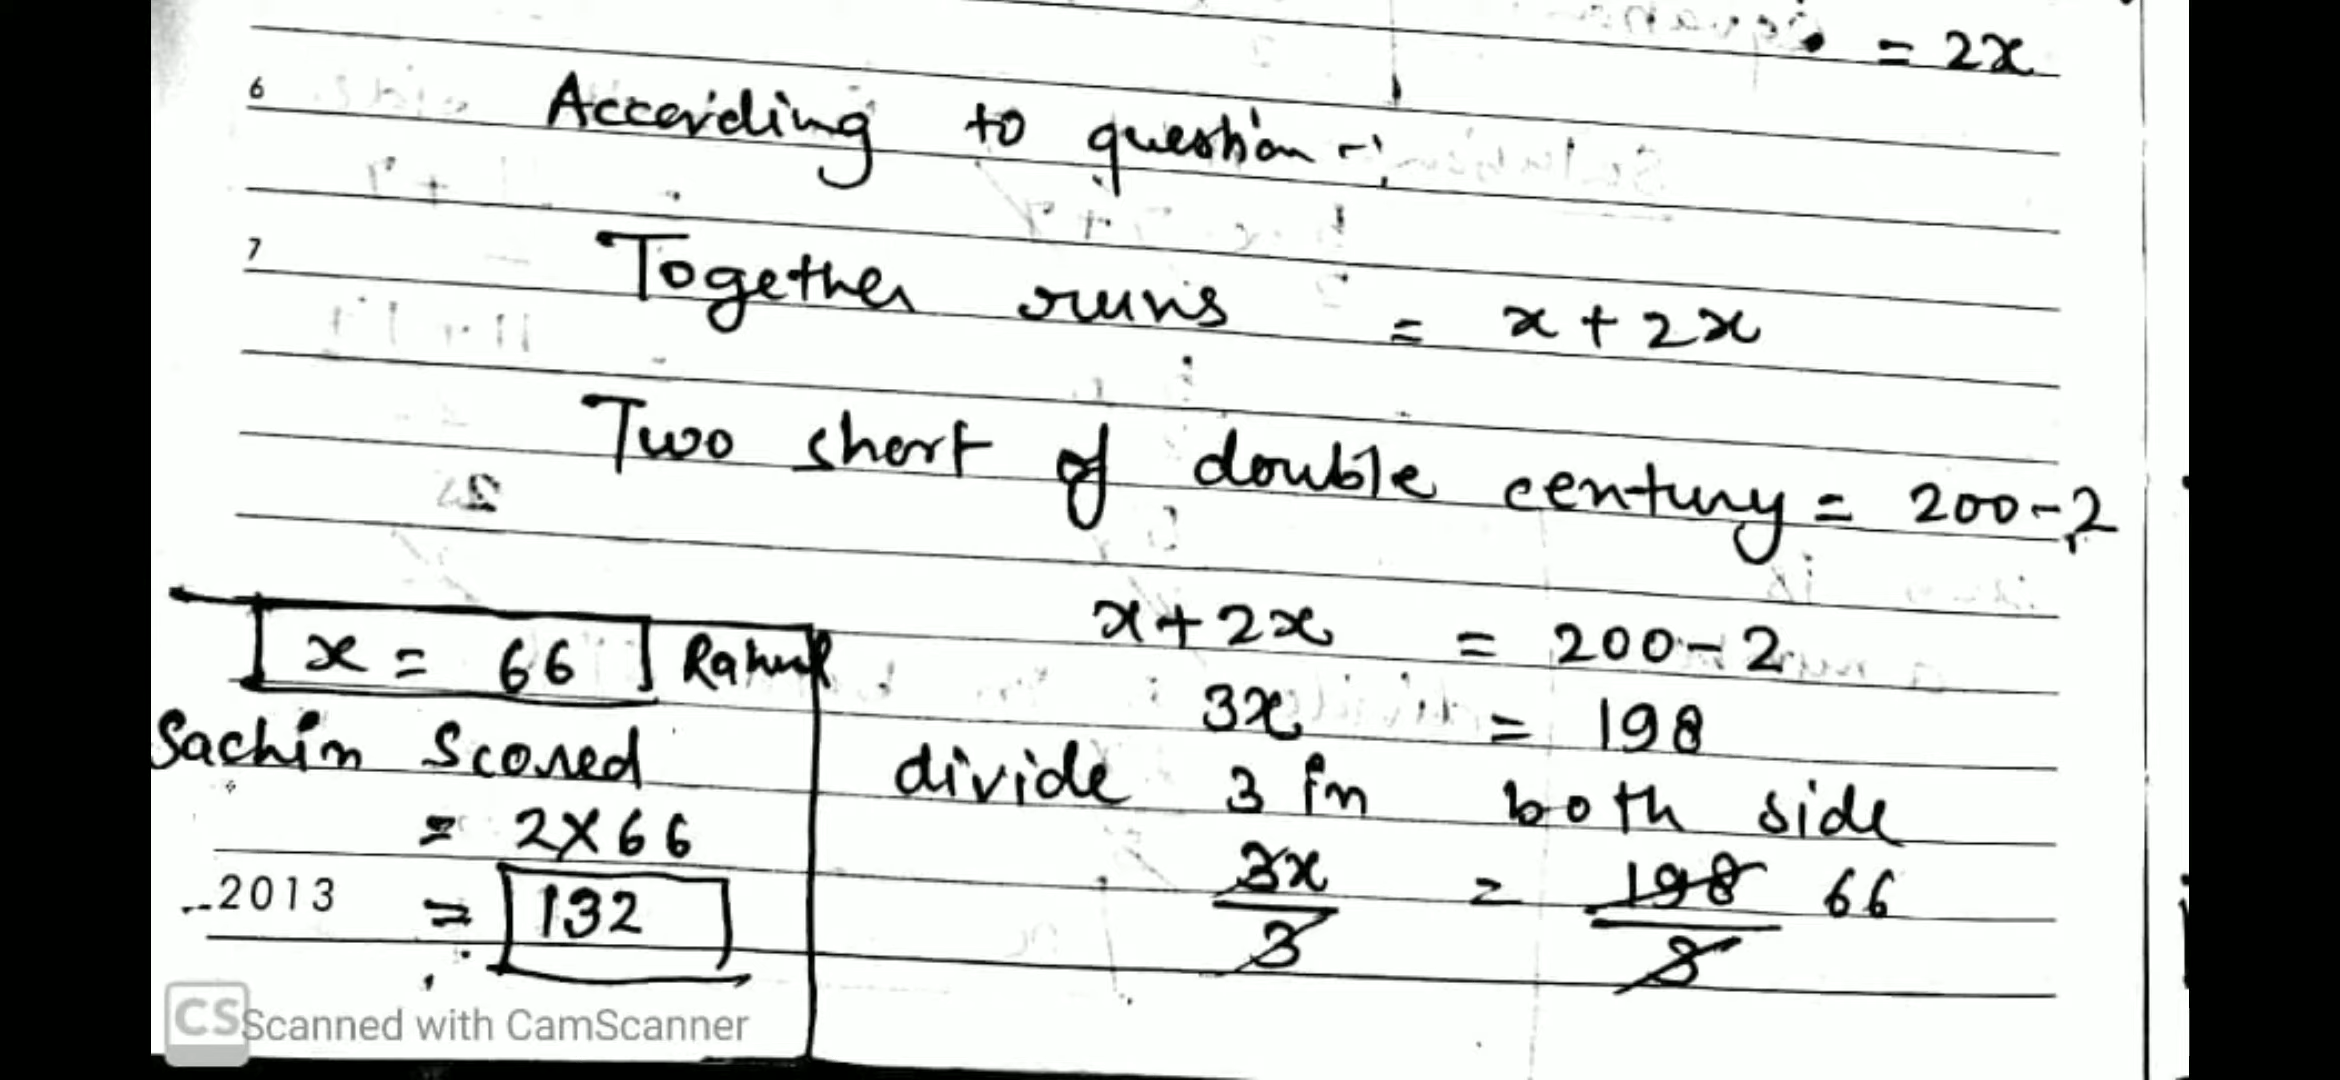 = 2x
6
According to question -:
7
Together runs = x + 2x
Two short of double century = 200-2
x + 2x = 200-2
3x = 198
divide 3 in both side
3x/3 = 198/3 66
x = 66 Rahul
Sachin Scored
= 2×66
2013
= 132
CS Scanned with CamScanner